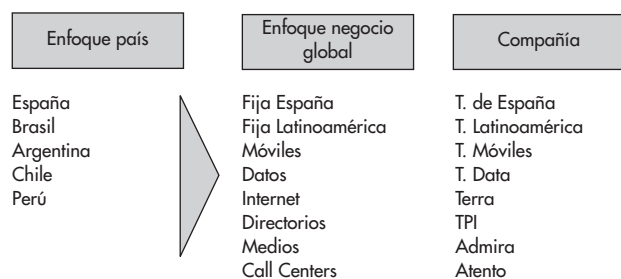 Enfoque país
España
Brasil
Argentina
Chile
Perú
Enfoque negocio
global
Fija España
Fija Latinoamérica
Móviles
Datos
Internet
Directorios
Medios
Call Centers
Compañía
T. de España
T. Latinoamérica
T. Móviles
T. Data
Terra
TPI
Admira
Atento